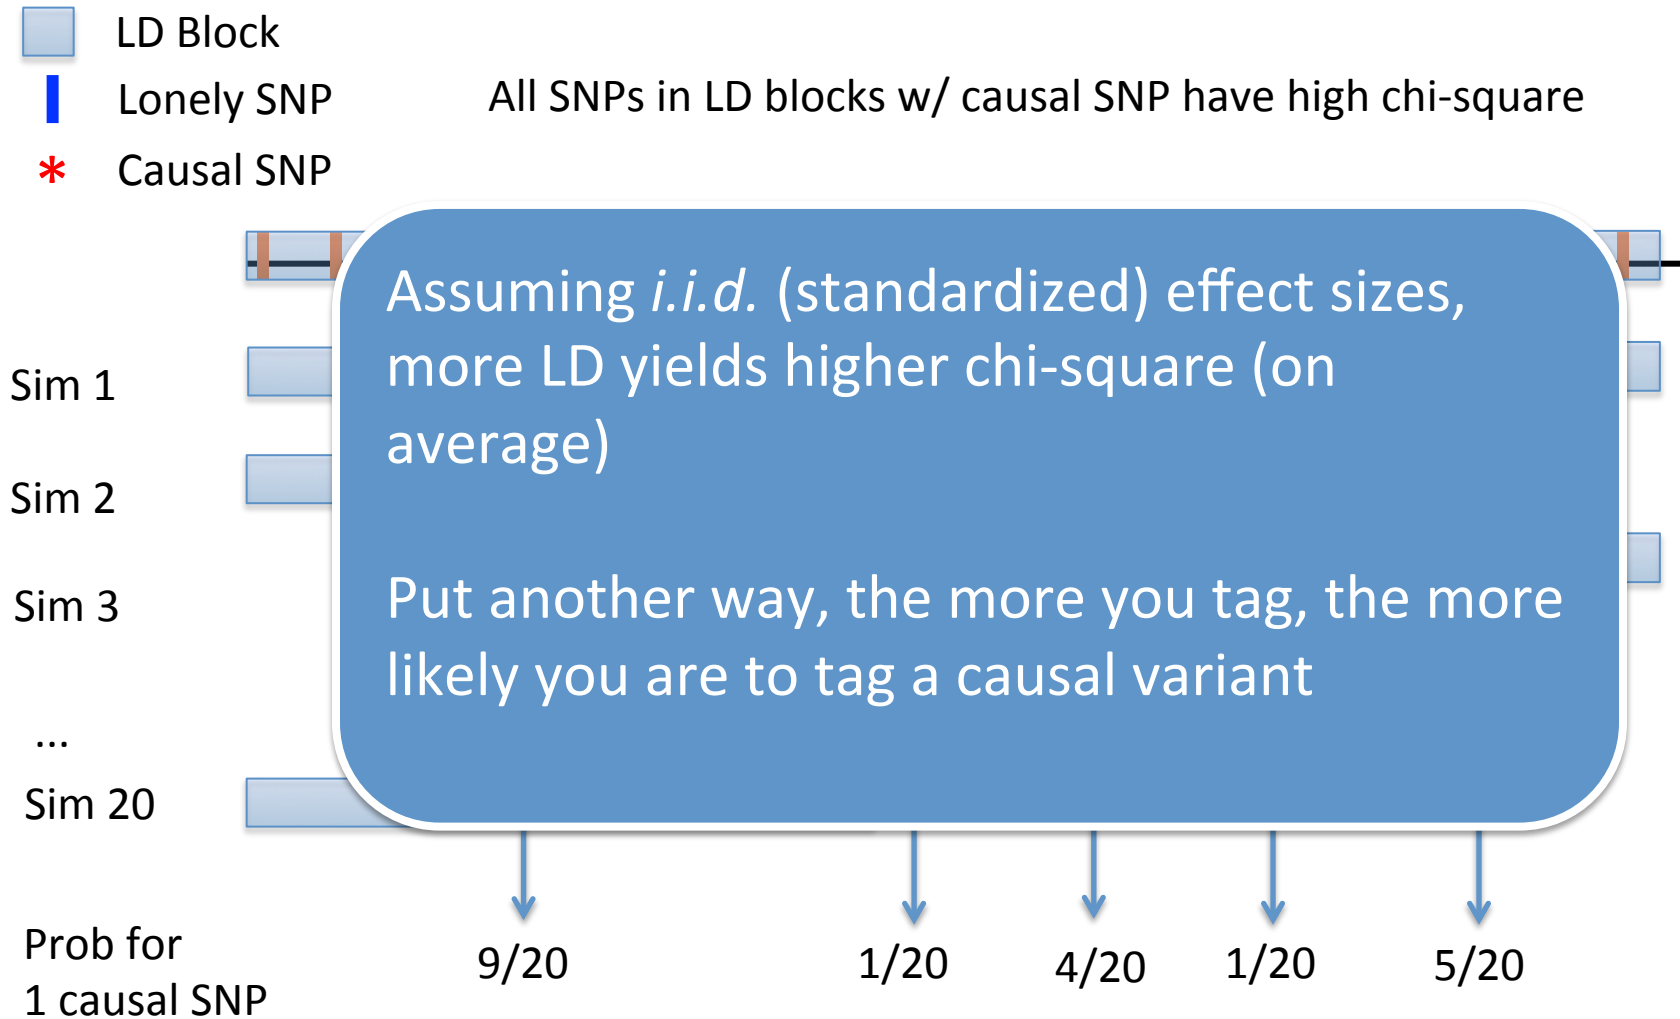 LD Block
Lonely SNP
All SNPs in LD blocks w/ causal SNP have high chi-square
* Causal SNP
Assuming i.i.d. (standardized) effect sizes,
more LD yields higher chi-square (on
average)
Put another way, the more you tag, the more
likely you are to tag a causal variant
Sim 1
Sim 2
Sim 3
...
Sim 20
Prob for
1 causal SNP
9/20
1/20
4/20
1/20
5/20